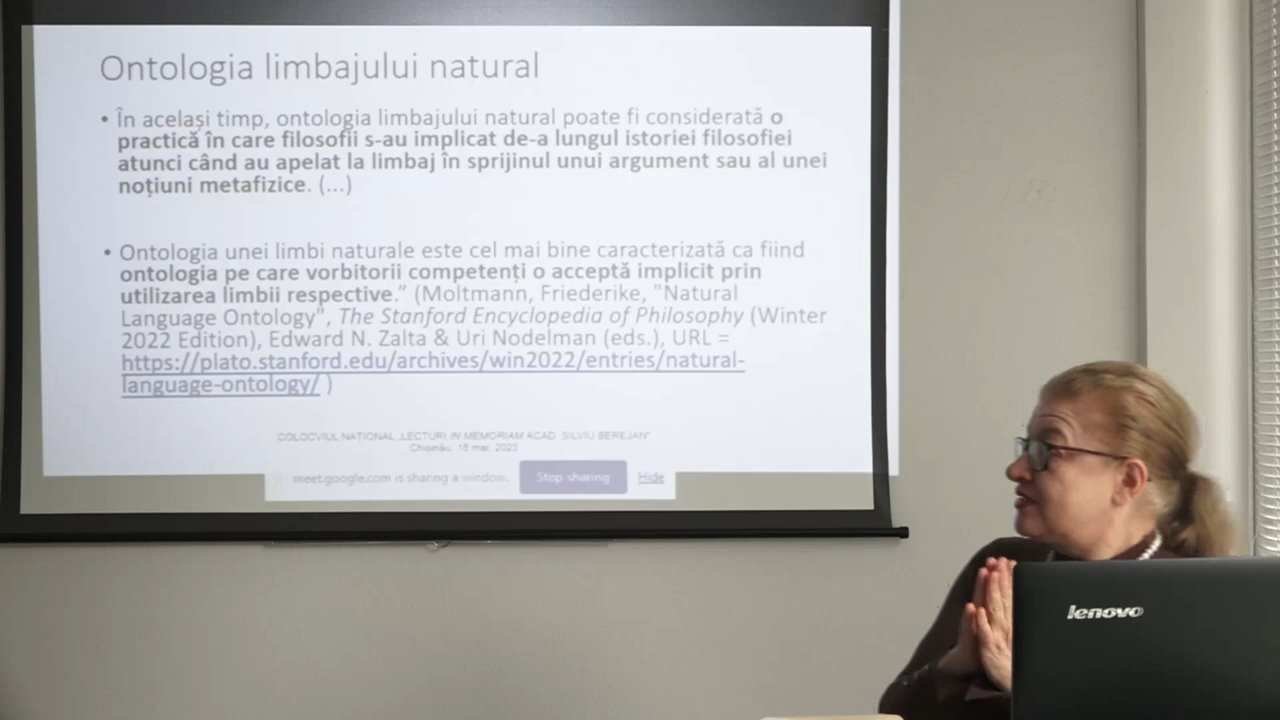 Ontologia limbajului natural
• În același timp, ontologia limbajului natural poate fi considerată o
practică în care filosofii s-au implicat de-a lungul istoriei filosofiei
atunci când au apelat la limbaj în sprijinul unui argument sau al unei
noțiuni metafizice. (...)
• Ontologia unei limbi naturale este cel mai bine caracterizată ca fiind
ontologia pe care vorbitorii competenți o acceptă implicit prin
utilizarea limbii respective.” (Moltmann, Friederike, "Natural
Language Ontology", The Stanford Encyclopedia of Philosophy (Winter
2022 Edition), Edward N. Zalta & Uri Nodelman (eds.), URL =
https://plato.stanford.edu/archives/win2022/entries/natural-
language-ontology/ )
COLOCVIUL NAȚIONAL „LECTURI IN MEMORIAM ACAD. SILVIU BEREJAN”
Chișinău, 16 mai, 2023
meet.google.com is sharing a window. Stop sharing Hide
lenovo